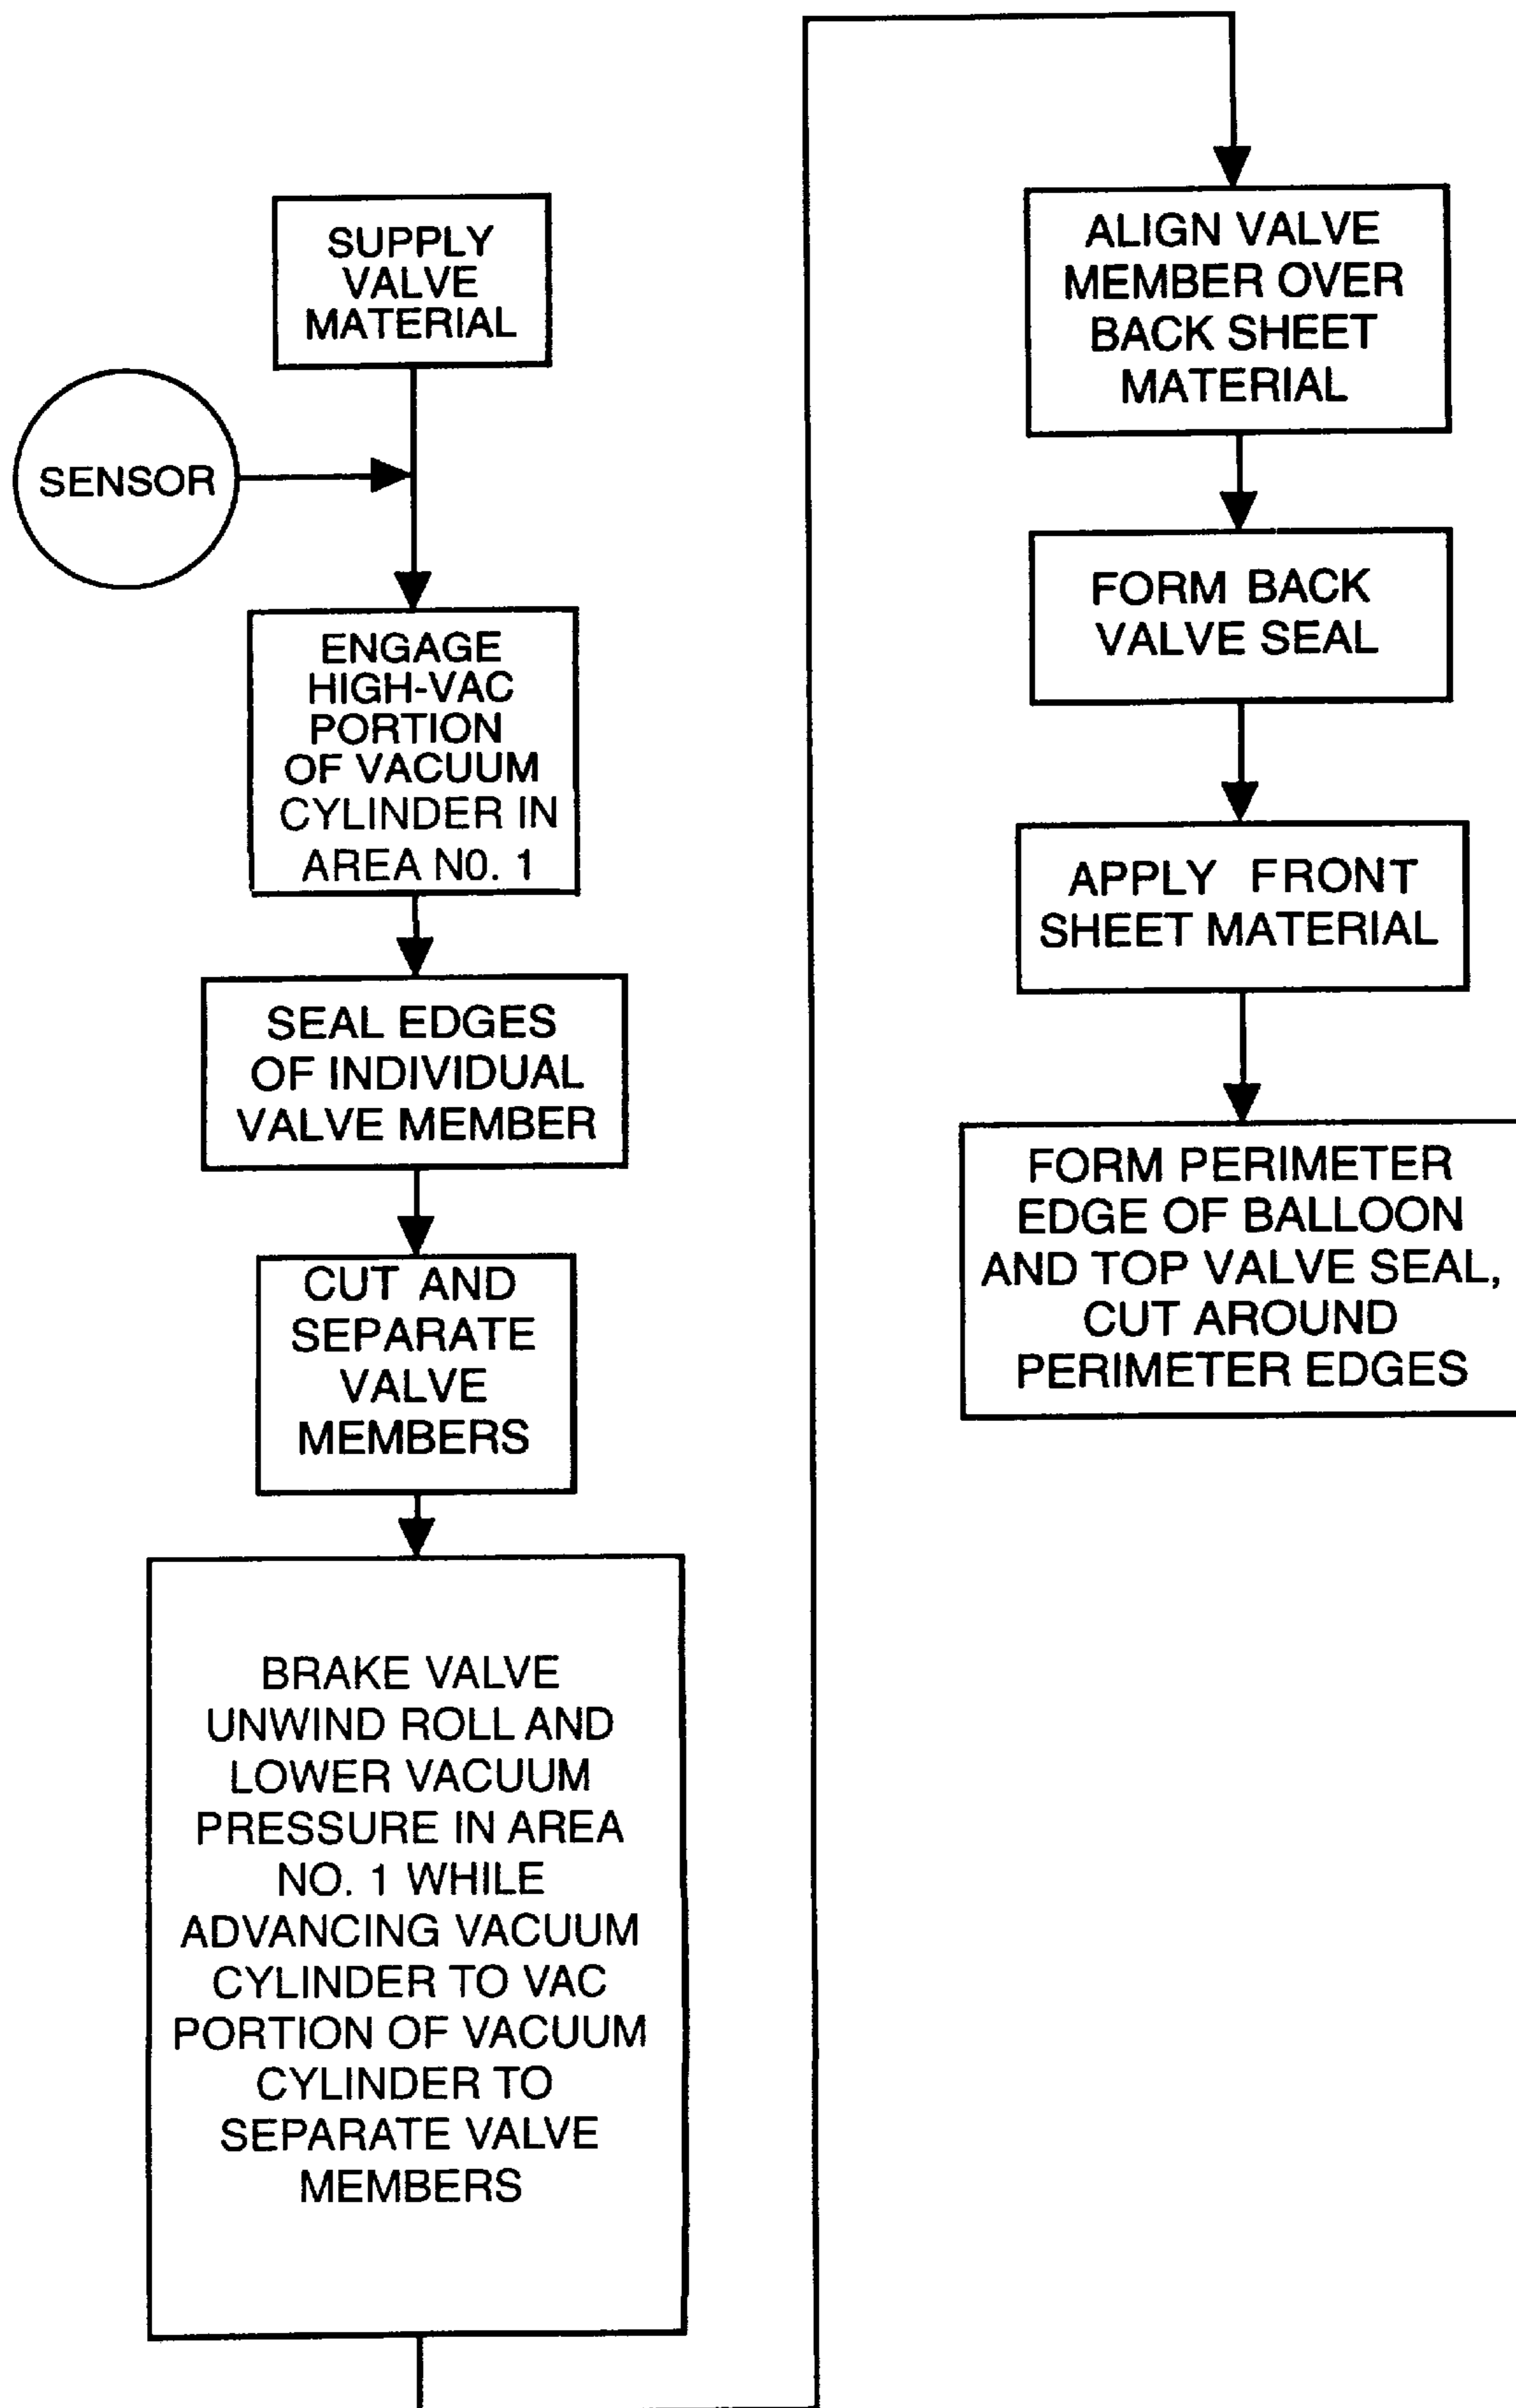 SUPPLY
VALVE
MATERIAL
SENSOR
ENGAGE
HIGH-VAC
PORTION
OF VACUUM
CYLINDER IN
AREA NO. 1
SEAL EDGES
OF INDIVIDUAL
VALVE MEMBER
CUT AND
SEPARATE
VALVE
MEMBERS
BRAKE VALVE
UNWIND ROLL AND
LOWER VACUUM
PRESSURE IN AREA
NO. 1 WHILE
ADVANCING VACUUM
CYLINDER TO VAC
PORTION OF VACUUM
CYLINDER TO
SEPARATE VALVE
MEMBERS
ALIGN VALVE
MEMBER OVER
BACK SHEET
MATERIAL
FORM BACK
VALVE SEAL
APPLY FRONT
SHEET MATERIAL
FORM PERIMETER
EDGE OF BALLOON
AND TOP VALVE SEAL,
CUT AROUND
PERIMETER EDGES